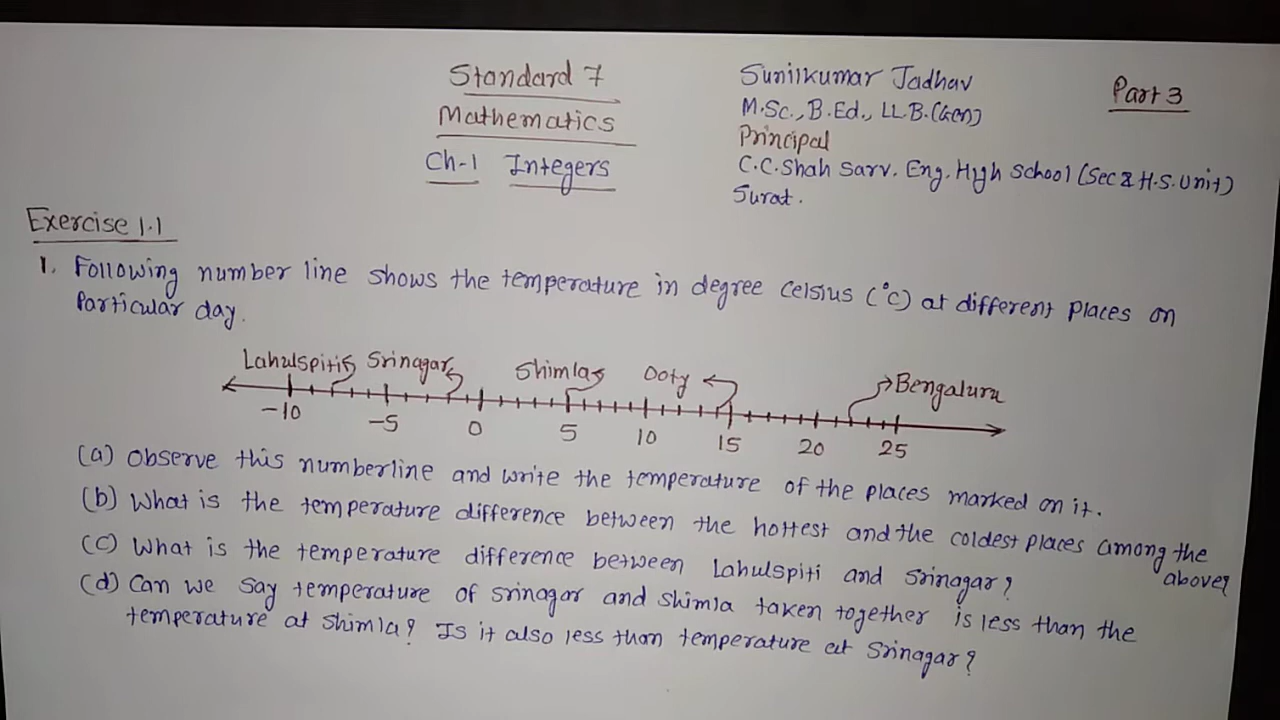 Standard 7
Mathematics
Ch-1 Integers
Sunilkumar Jadhav
M.Sc., B.Ed., LL.B.(Gen)
Principal
C.C.Shah Sarv. Eng. High School (Sec & H.S. Unit)
Surat.
Part 3
Exercise 1.1
1. Following number line shows the temperature in degree celsius (°C) at different places on
Particular day.
Lahulspiti Srinagar Shimla Ooty Bengaluru
-10 -5 0 5 10 15 20 25
(a) Observe this numberline and write the temperature of the places marked on it.
(b) What is the temperature difference between the hottest and the coldest places among the
above?
(c) What is the temperature difference between Lahulspiti and Srinagar?
(d) Can we say temperature of srinagar and shimla taken together is less than the
temperature at shimla? Is it also less than temperature at Srinagar?